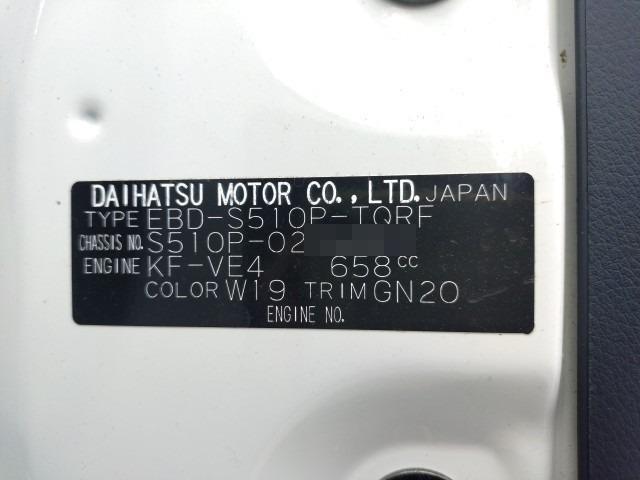 DAIHATSU MOTOR CO.,LTD. JAPAN
TYPE EBD-S510P-TQRF
CHASSIS NO. S510P-02
ENGINE KF-VE4 658cc
COLOR W19 TRIM GN20
ENGINE NO.